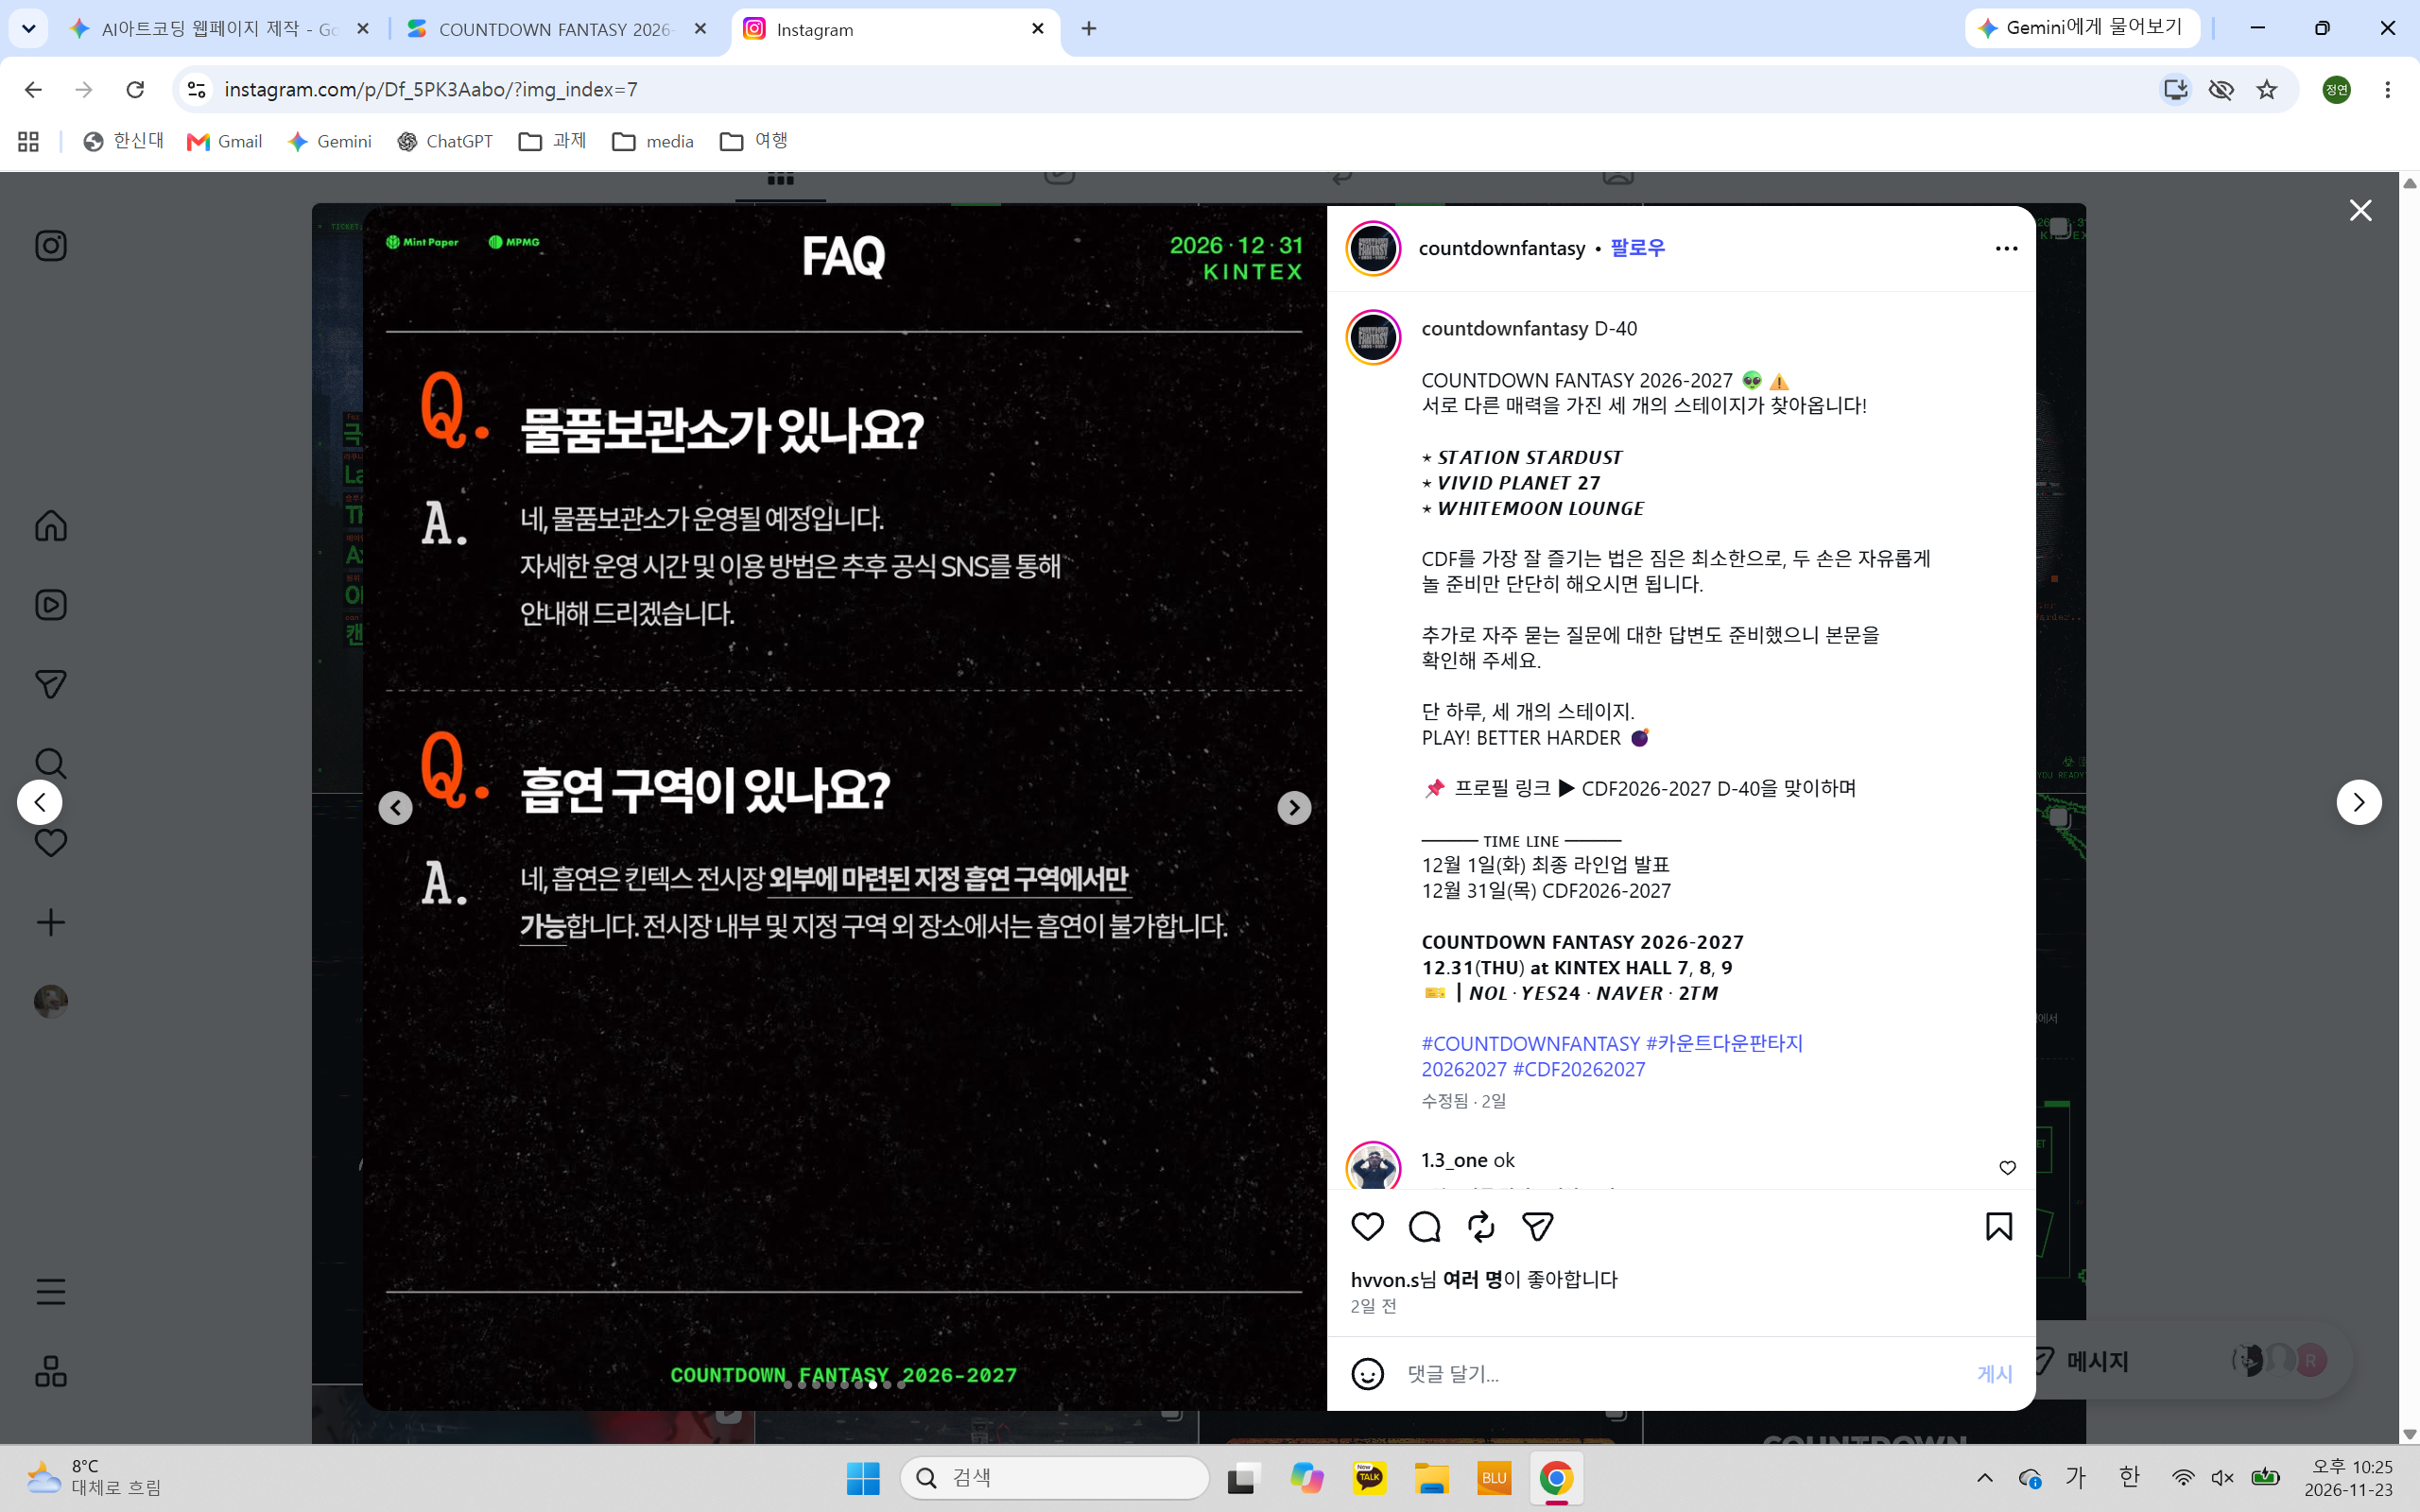 AI아트코딩 웹페이지 제작 - Go
COUNTDOWN FANTASY 2026-
Instagram
Gemini에게 물어보기
instagram.com/p/Df_5PK3Aabo/?img_index=7
정연
한신대
Gmail
Gemini
ChatGPT
과제
media
여행
Mint Paper
MPMG
FAQ
2026·12·31
KINTEX
Q. 물품보관소가 있나요?
A. 네, 물품보관소가 운영될 예정입니다.
자세한 운영 시간 및 이용 방법은 추후 공식 SNS를 통해
안내해 드리겠습니다.
Q. 흡연 구역이 있나요?
A. 네, 흡연은 킨텍스 전시장 외부에 마련된 지정 흡연 구역에서만
가능합니다. 전시장 내부 및 지정 구역 외 장소에서는 흡연이 불가합니다.
COUNTDOWN FANTASY 2026-2027
countdownfantasy • 팔로우
countdownfantasy D-40
COUNTDOWN FANTASY 2026-2027 👽 ⚠️
서로 다른 매력을 가진 세 개의 스테이지가 찾아옵니다!
⋆ STATION STARDUST
⋆ VIVID PLANET 27
⋆ WHITEMOON LOUNGE
CDF를 가장 잘 즐기는 법은 짐은 최소한으로, 두 손은 자유롭게
놀 준비만 단단히 해오시면 됩니다.
추가로 자주 묻는 질문에 대한 답변도 준비했으니 본문을
확인해 주세요.
단 하루, 세 개의 스테이지.
PLAY! BETTER HARDER 💣
📌 프로필 링크 ▶ CDF2026-2027 D-40을 맞이하며
──── TIME LINE ────
12월 1일(화) 최종 라인업 발표
12월 31일(목) CDF2026-2027
COUNTDOWN FANTASY 2026-2027
12.31(THU) at KINTEX HALL 7, 8, 9
🎫 | NOL · YES24 · NAVER · 2TM
#COUNTDOWNFANTASY #카운트다운판타지
20262027 #CDF20262027
수정됨 · 2일
1.3_one ok
hvvon.s님 여러 명이 좋아합니다
2일 전
댓글 달기...
게시
메시지
R
8°C
대체로 흐림
검색
New
TALK
BLU
가
한
오후 10:25
2026-11-23